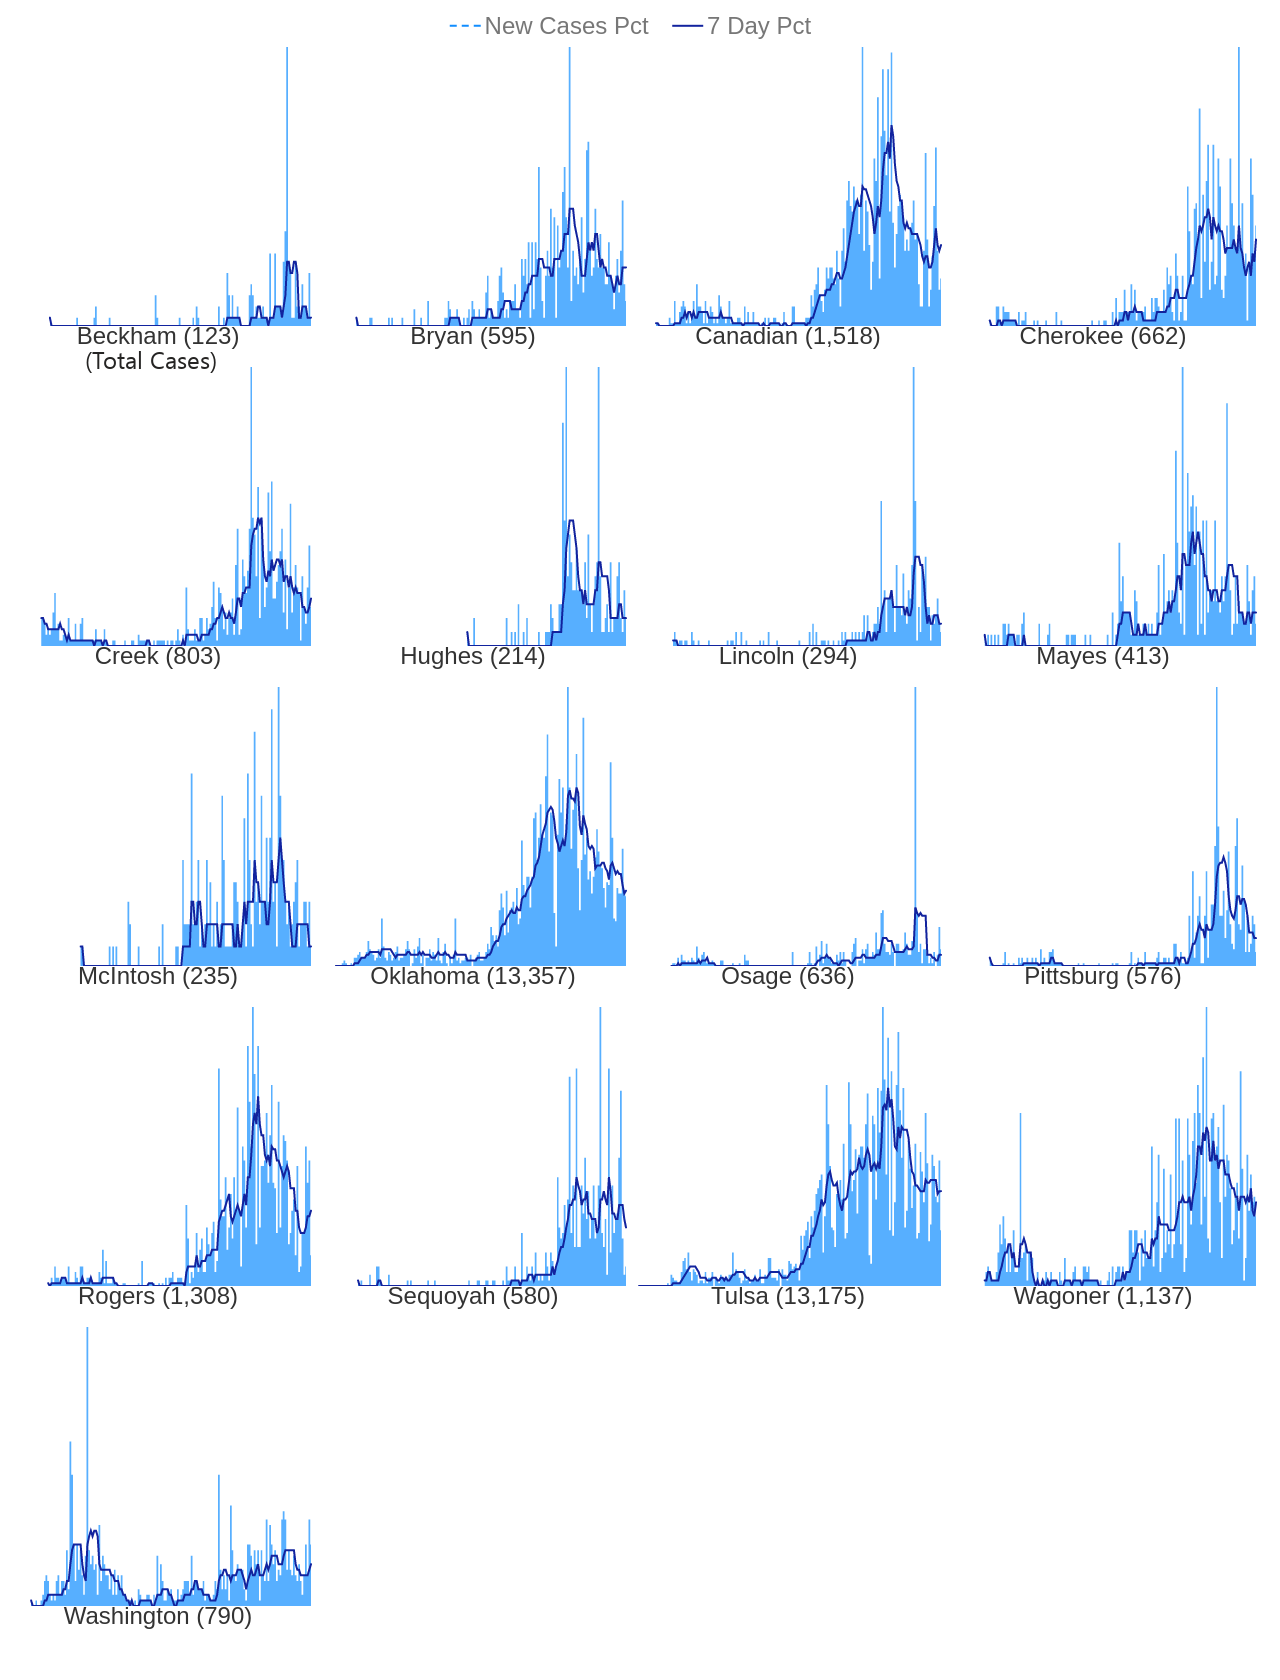 New Cases Pct 7 Day Pct
Beckham (123) Bryan (595) Canadian (1,518) Cherokee (662)
(Total Cases)
Creek (803) Hughes (214) Lincoln (294) Mayes (413)
McIntosh (235) Oklahoma (13,357) Osage (636) Pittsburg (576)
Rogers (1,308) Sequoyah (580) Tulsa (13,175) Wagoner (1,137)
Washington (790)